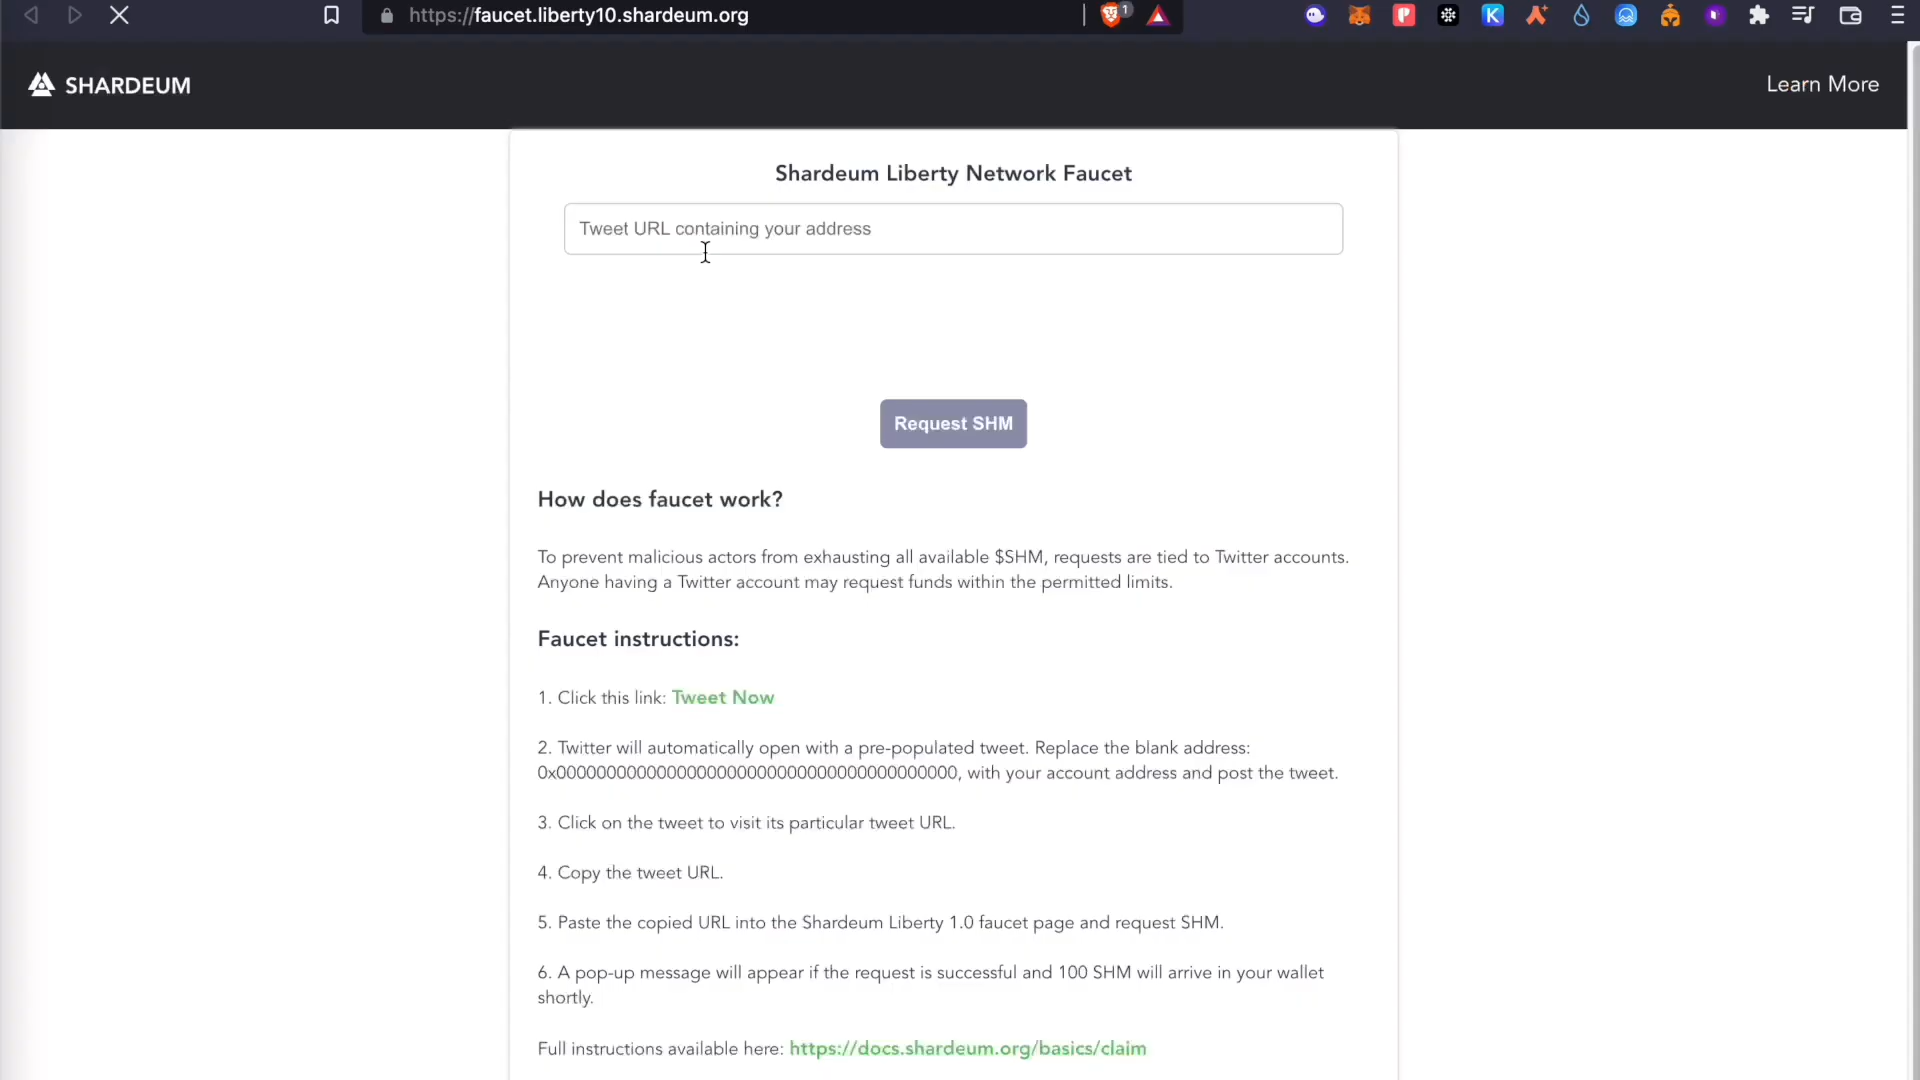 https://faucet.liberty10.shardeum.org
1
P
K
SHARDEUM
Learn More
Shardeum Liberty Network Faucet
Tweet URL containing your address
Request SHM
How does faucet work?
To prevent malicious actors from exhausting all available $SHM, requests are tied to Twitter accounts.
Anyone having a Twitter account may request funds within the permitted limits.
Faucet instructions:
1. Click this link: Tweet Now
2. Twitter will automatically open with a pre-populated tweet. Replace the blank address:
0x0000000000000000000000000000000000000000, with your account address and post the tweet.
3. Click on the tweet to visit its particular tweet URL.
4. Copy the tweet URL.
5. Paste the copied URL into the Shardeum Liberty 1.0 faucet page and request SHM.
6. A pop-up message will appear if the request is successful and 100 SHM will arrive in your wallet
shortly.
Full instructions available here: https://docs.shardeum.org/basics/claim